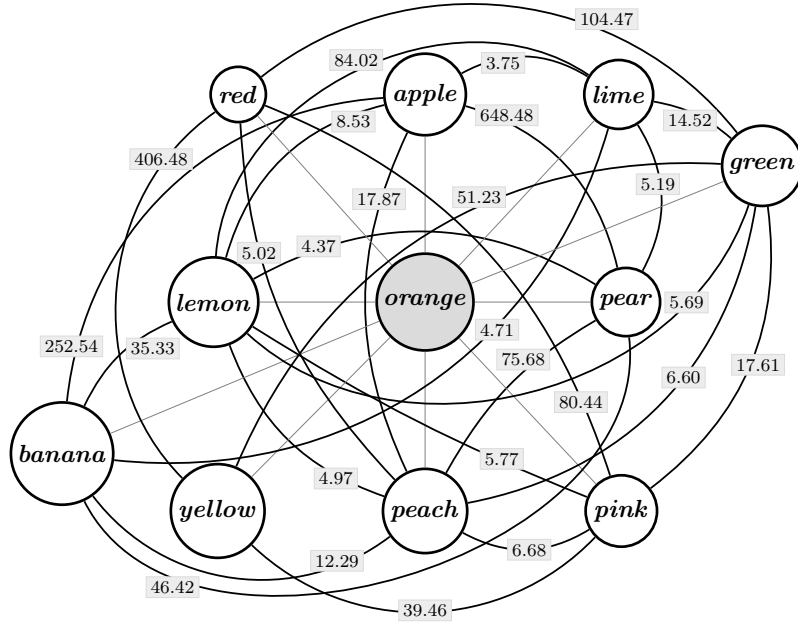 104.47
84.02
3.75
red
apple
lime
8.53
648.48
14.52
406.48
green
17.87
51.23
5.19
5.02
4.37
lemon
orange
pear
5.69
4.71
252.54
35.33
75.68
17.61
6.60
80.44
banana
5.77
4.97
yellow
peach
pink
12.29
6.68
46.42
39.46